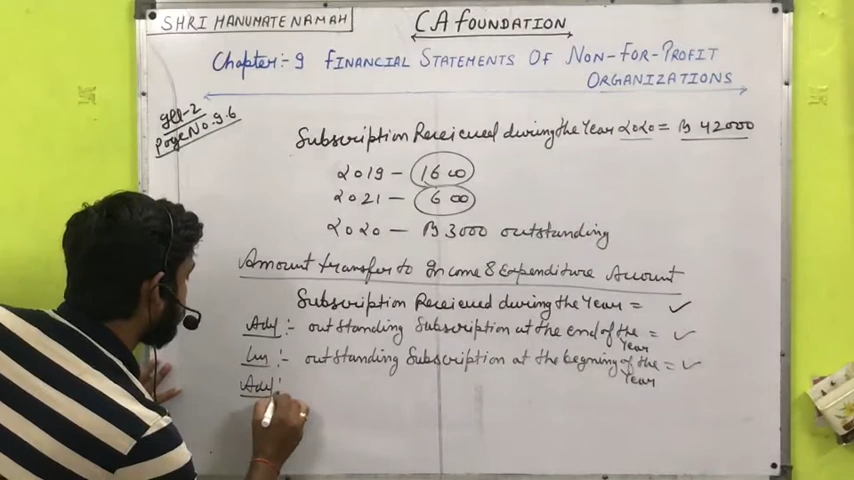 SHRI HANUMATE NAMAH
CA FOUNDATION
Chapter:- 9 FINANCIAL STATEMENTS OF NON-FOR-PROFIT
ORGANIZATIONS
Ill-2
Page No. 9.6
Subscription Received during the Year 2020 = ₨ 42000
2019 - 1600
2021 - 600
2020 - ₨ 3000 outstanding
Amount transfer to Income & Expenditure Account
Subscription Received during the Year = ✓
Add :- outstanding Subscription at the end of the Year = ✓
Less :- outstanding Subscription at the begning of the Year = ✓
Add :